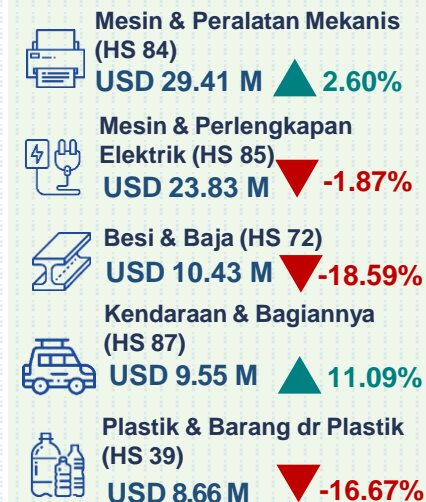 Mesin & Peralatan Mekanis
(HS 84)
USD 29.41 M 2.60%
Mesin & Perlengkapan
Elektrik (HS 85)
USD 23.83 M -1.87%
Besi & Baja (HS 72)
USD 10.43 M -18.59%
Kendaraan & Bagiannya
(HS 87)
USD 9.55 M 11.09%
Plastik & Barang dr Plastik
(HS 39)
USD 8.66 M -16.67%